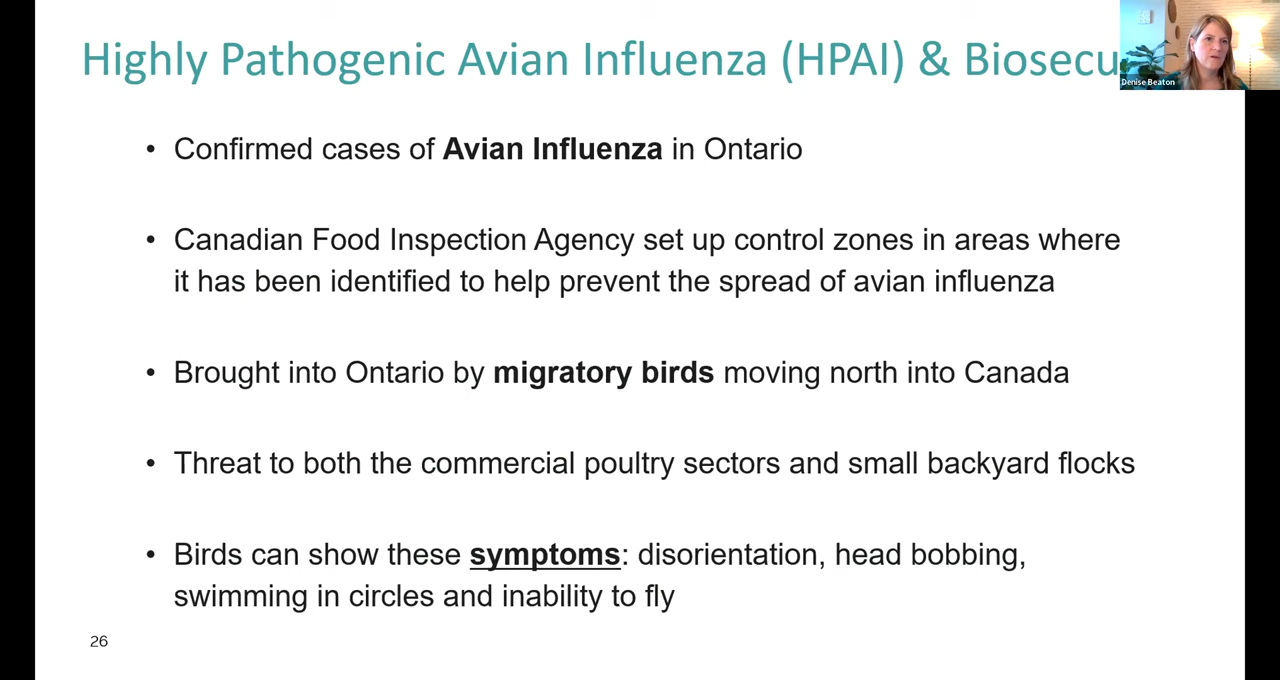 Highly Pathogenic Avian Influenza (HPAI) & Biosecu
Denise Beaton
• Confirmed cases of Avian Influenza in Ontario
• Canadian Food Inspection Agency set up control zones in areas where
it has been identified to help prevent the spread of avian influenza
• Brought into Ontario by migratory birds moving north into Canada
• Threat to both the commercial poultry sectors and small backyard flocks
• Birds can show these symptoms: disorientation, head bobbing,
swimming in circles and inability to fly
26